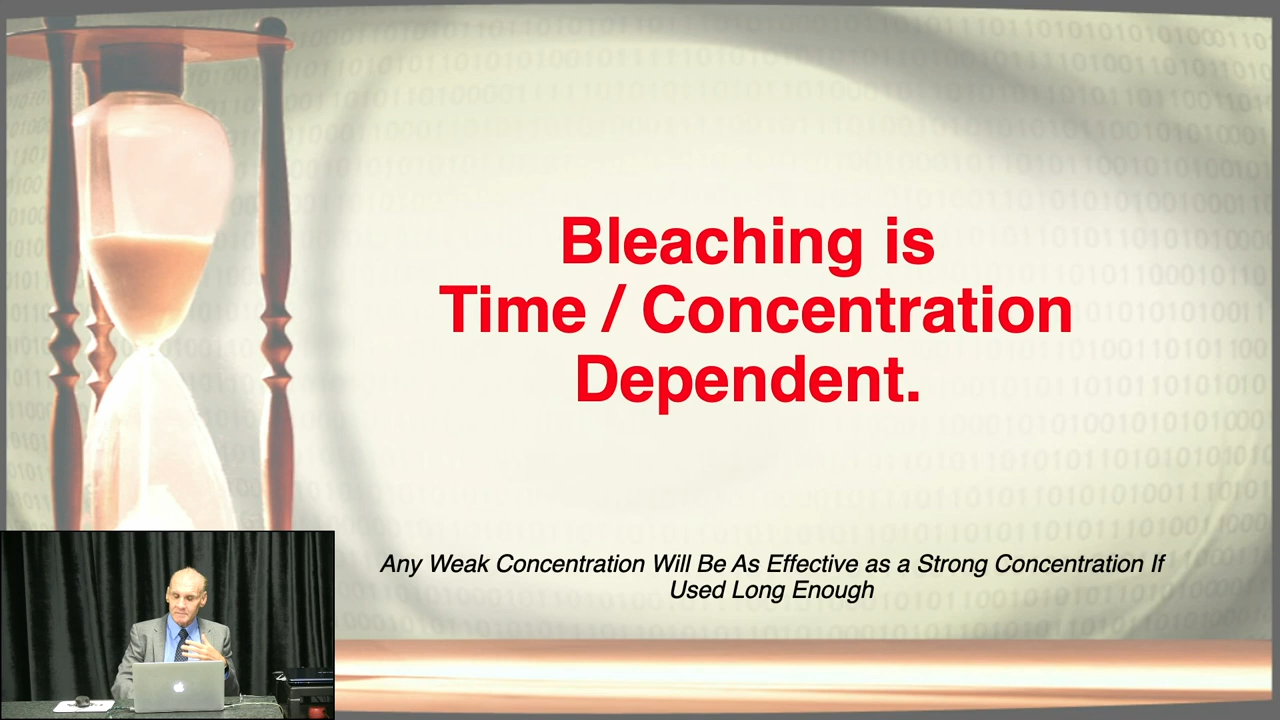 Bleaching is
Time / Concentration
Dependent.
Any Weak Concentration Will Be As Effective as a Strong Concentration If
Used Long Enough